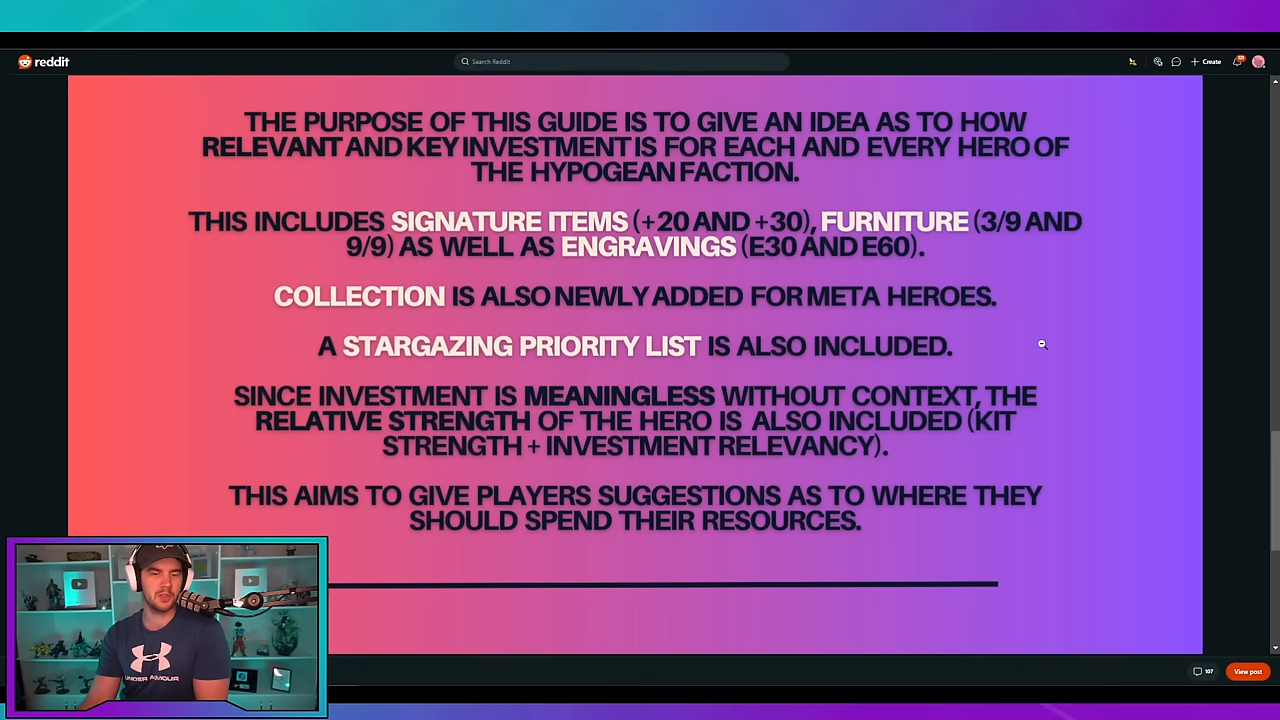 reddit
Search Reddit
Create
THE PURPOSE OF THIS GUIDE IS TO GIVE AN IDEA AS TO HOW
RELEVANT AND KEY INVESTMENT IS FOR EACH AND EVERY HERO OF
THE HYPOGEAN FACTION.
THIS INCLUDES SIGNATURE ITEMS (+20 AND +30), FURNITURE (3/9 AND
9/9) AS WELL AS ENGRAVINGS (E30 AND E60).
COLLECTION IS ALSO NEWLY ADDED FOR META HEROES.
A STARGAZING PRIORITY LIST IS ALSO INCLUDED.
SINCE INVESTMENT IS MEANINGLESS WITHOUT CONTEXT, THE
RELATIVE STRENGTH OF THE HERO IS ALSO INCLUDED (KIT
STRENGTH + INVESTMENT RELEVANCY).
THIS AIMS TO GIVE PLAYERS SUGGESTIONS AS TO WHERE THEY
SHOULD SPEND THEIR RESOURCES.
UNDER ARMOUR
107
View post